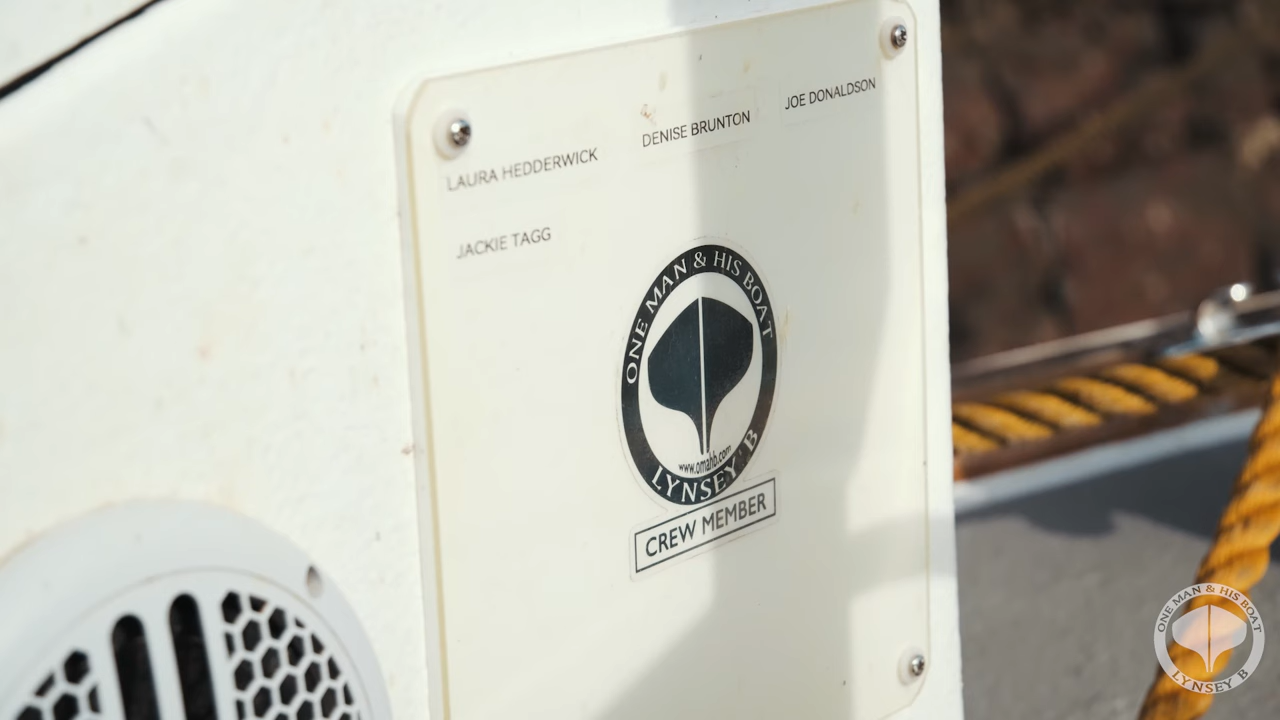 LAURA HEDDERWICK
DENISE BRUNTON
JOE DONALDSON
JACKIE TAGG
ONE MAN & HIS BOAT
www.omahb.com
LYNSEY B
CREW MEMBER
ONE MAN & HIS BOAT
LYNSEY B